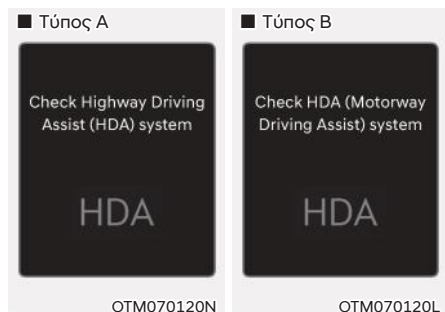 ■ Τύπος A
Check Highway Driving
Assist (HDA) system
HDA
OTM070120N
■ Τύπος B
Check HDA (Motorway
Driving Assist) system
HDA
OTM070120L